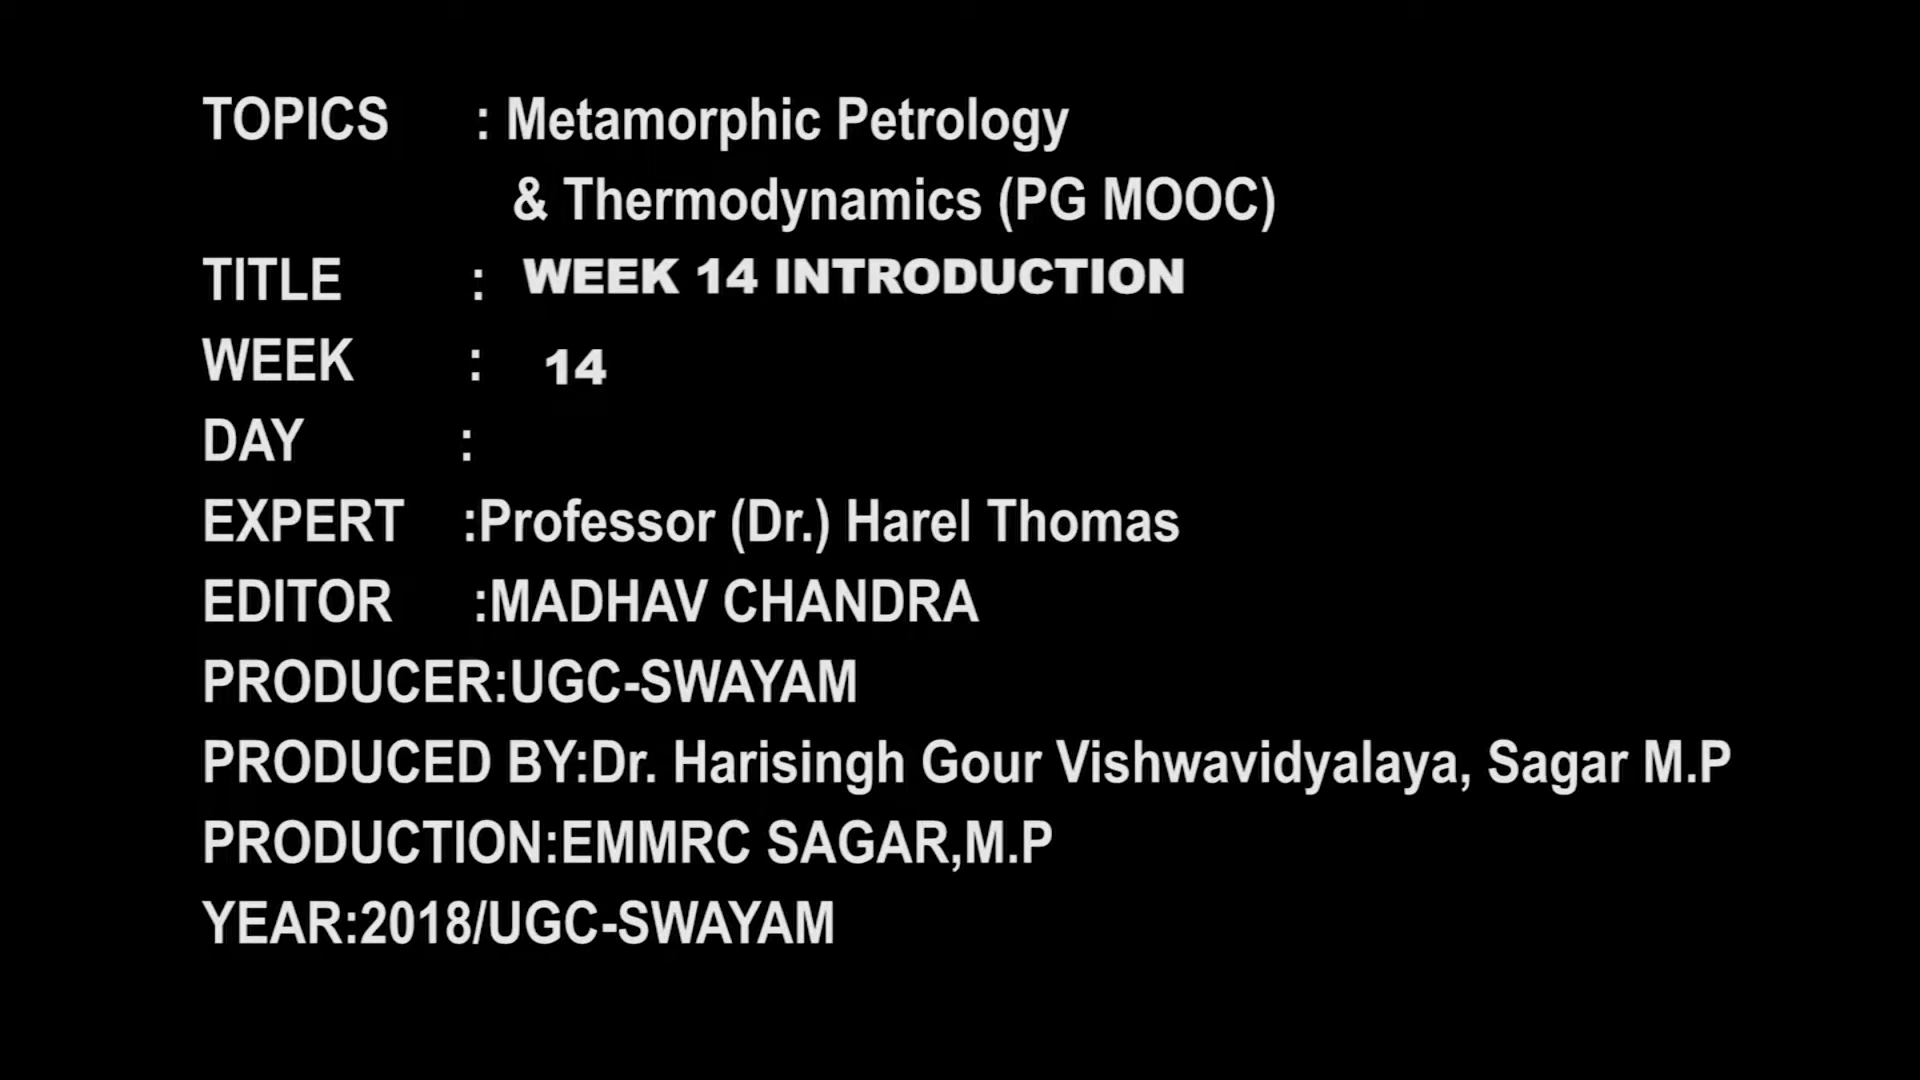 TOPICS : Metamorphic Petrology
& Thermodynamics (PG MOOC)
TITLE : WEEK 14 INTRODUCTION
WEEK : 14
DAY :
EXPERT :Professor (Dr.) Harel Thomas
EDITOR :MADHAV CHANDRA
PRODUCER:UGC-SWAYAM
PRODUCED BY:Dr. Harisingh Gour Vishwavidyalaya, Sagar M.P
PRODUCTION:EMMRC SAGAR,M.P
YEAR:2018/UGC-SWAYAM